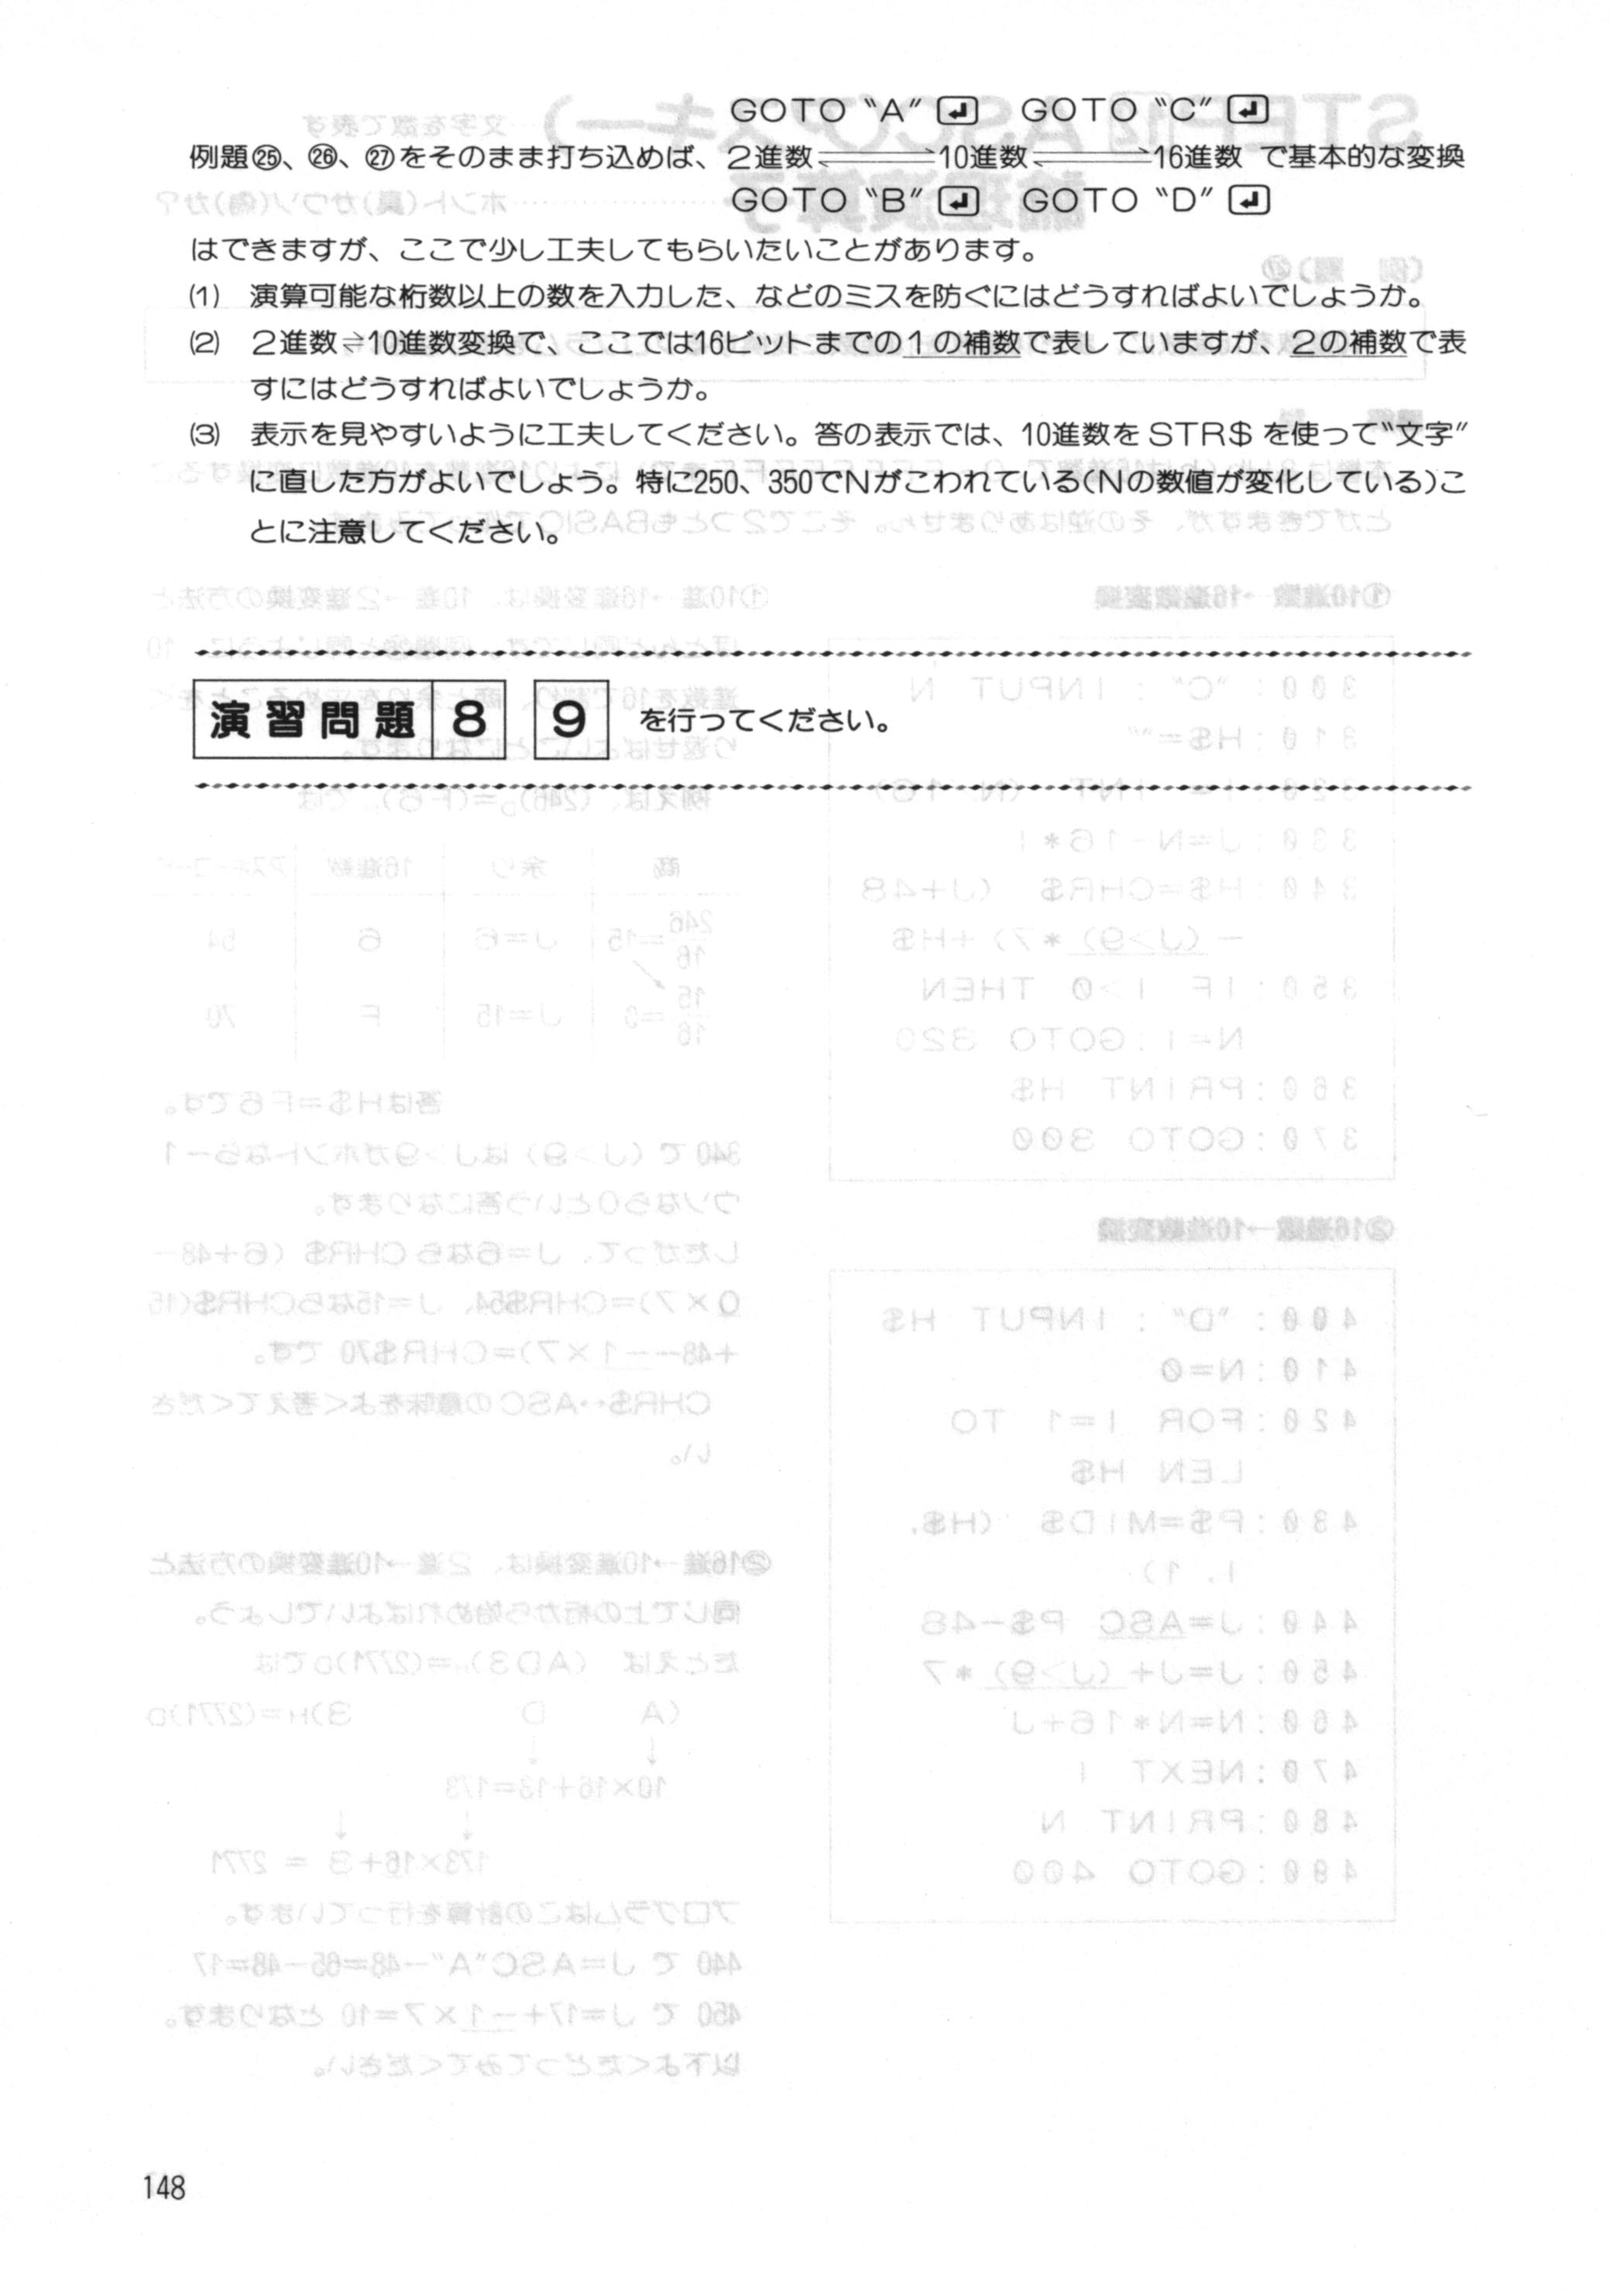 GOTO “A” ↵ GOTO “C” ↵
例題㉕、㉖、㉗をそのまま打ち込めば、２進数⇄10進数⇄16進数 で基本的な変換
GOTO “B” ↵ GOTO “D” ↵
はできますが、ここで少し工夫してもらいたいことがあります。
(1) 演算可能な桁数以上の数を入力した、などのミスを防ぐにはどうすればよいでしょうか。
(2) ２進数⇄10進数変換で、ここでは16ビットまでの１の補数で表していますが、２の補数で表
すにはどうすればよいでしょうか。
(3) 表示を見やすいように工夫してください。答の表示では、10進数をSTR$を使って“文字”
に直した方がよいでしょう。特に250、350でNがこわれている(Nの数値が変化している)こ
とに注意してください。
演習問題 8 9 を行ってください。
148